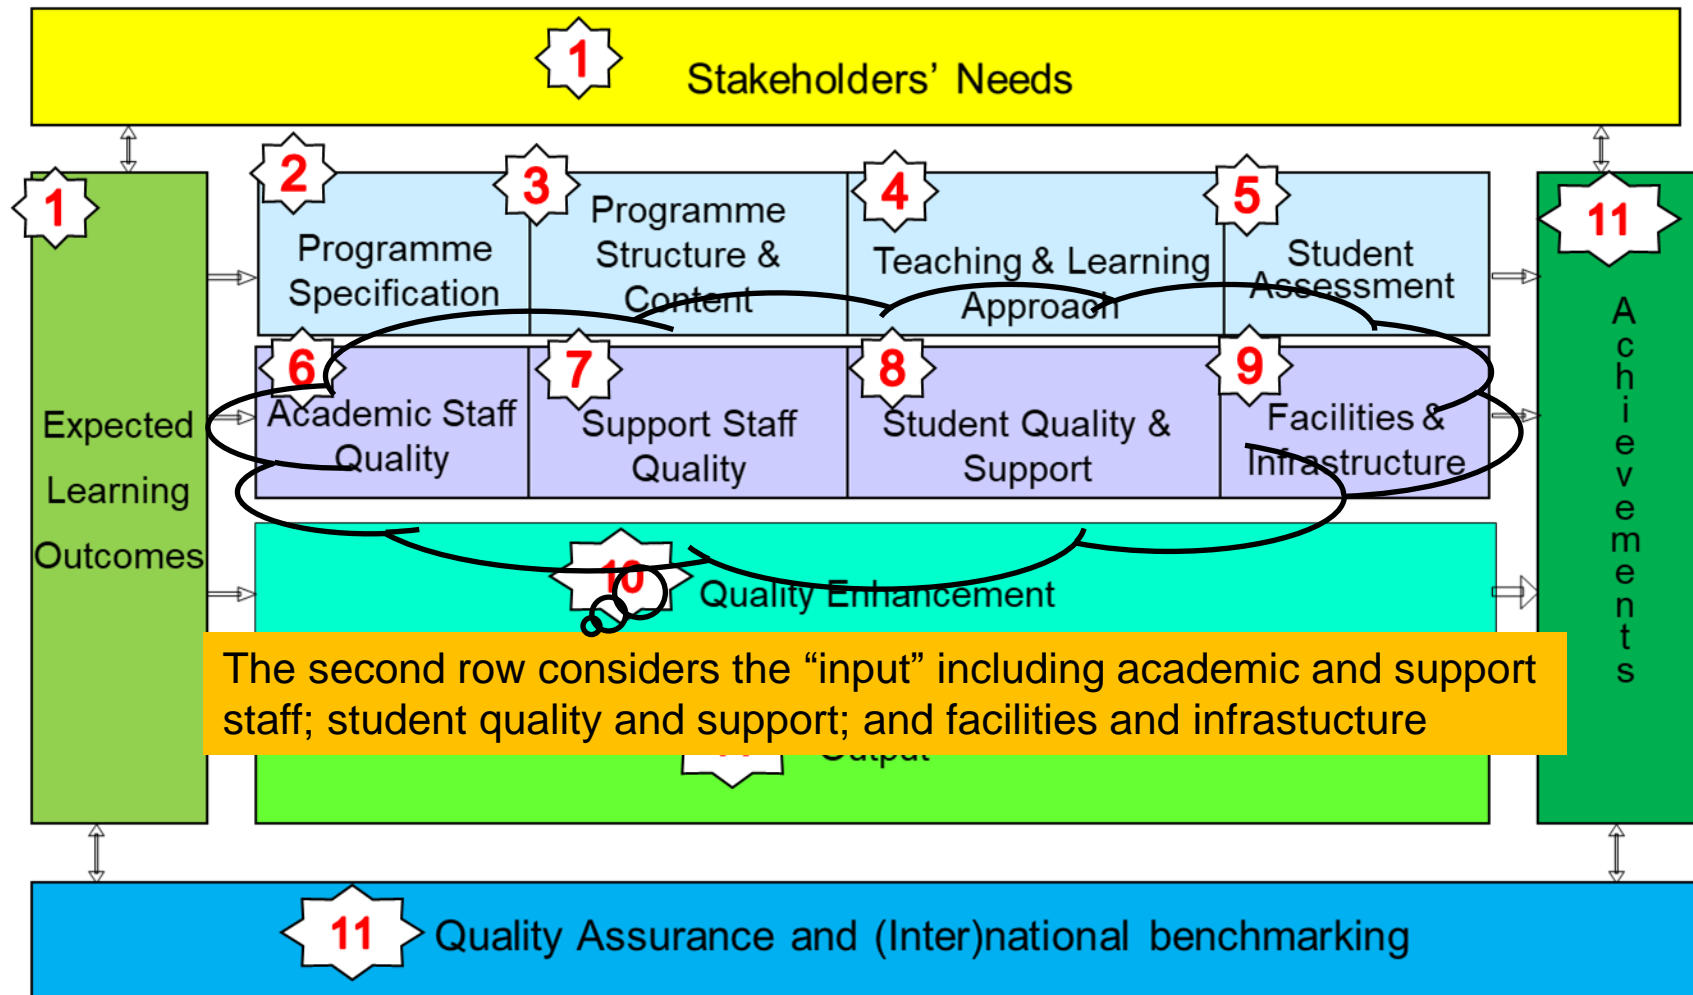 1
Stakeholders’ Needs
1
Expected
Learning
Outcomes
2
Programme
Specification
3
Programme
Structure &
Content
4
Teaching & Learning
Approach
5
Student
Assessment
6
Academic Staff
Quality
7
Support Staff
Quality
8
Student Quality &
Support
9
Facilities &
Infrastructure
10
Quality Enhancement
The second row considers the “input” including academic and support
staff; student quality and support; and facilities and infrastucture
Output
11
Achievements
11
Quality Assurance and (Inter)national benchmarking